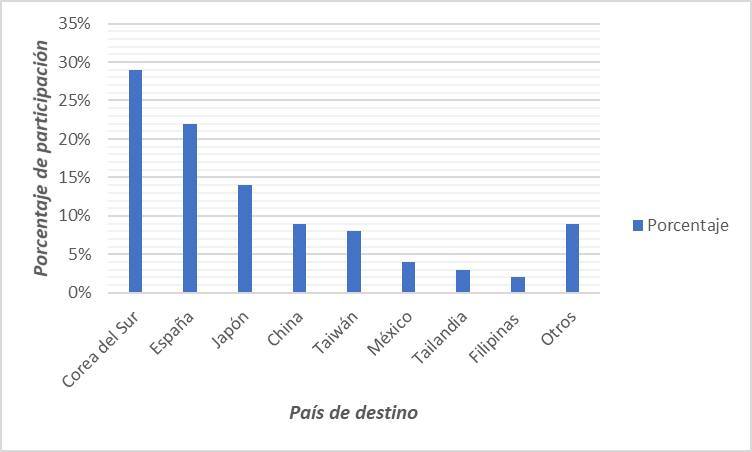 35%
30%
25%
20%
15%
10%
5%
0%
Porcentaje de participación
Corea del Sur
España
Japón
China
Taiwán
México
Tailandia
Filipinas
Otros
País de destino
Porcentaje